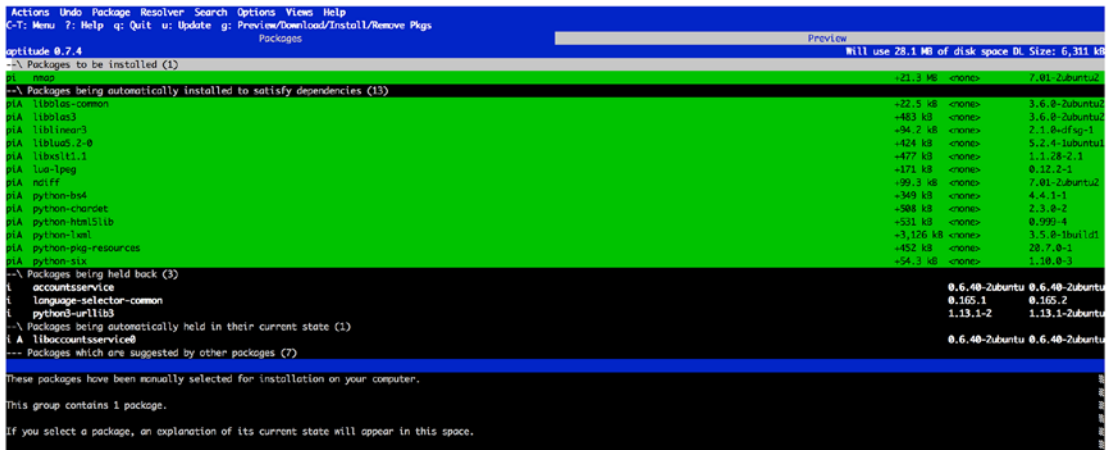 Actions Undo Package Resolver Search Options Views Help
C-T: Menu ?: Help q: Quit u: Update g: Preview/Download/Install/Remove Pkgs
Packages Preview
aptitude 0.7.4 Will use 28.1 MB of disk space DL Size: 6,311 kB
--\ Packages to be installed (1)
pi nmap +21.3 MB <none> 7.01-2ubuntu2
--\ Packages being automatically installed to satisfy dependencies (13)
piA libblas-common +22.5 kB <none> 3.6.0-2ubuntu2
piA libblas3 +483 kB <none> 3.6.0-2ubuntu2
piA liblinear3 +94.2 kB <none> 2.1.0+dfsg-1
piA liblua5.2-0 +424 kB <none> 5.2.4-1ubuntu1
piA libxslt1.1 +477 kB <none> 1.1.28-2.1
piA lua-lpeg +171 kB <none> 0.12.2-1
piA ndiff +99.3 kB <none> 7.01-2ubuntu2
piA python-bs4 +349 kB <none> 4.4.1-1
piA python-chardet +508 kB <none> 2.3.0-2
piA python-html5lib +531 kB <none> 0.999-4
piA python-lxml +3,126 kB <none> 3.5.0-1build1
piA python-pkg-resources +452 kB <none> 20.7.0-1
piA python-six +54.3 kB <none> 1.10.0-3
--\ Packages being held back (3)
i accountsservice 0.6.40-2ubuntu 0.6.40-2ubuntu
i language-selector-common 0.165.1 0.165.2
i python3-urllib3 1.13.1-2 1.13.1-2ubuntu
--\ Packages being automatically held in their current state (1)
i A libaccountsservice0 0.6.40-2ubuntu 0.6.40-2ubuntu
--- Packages which are suggested by other packages (7)
These packages have been manually selected for installation on your computer.
This group contains 1 package.
If you select a package, an explanation of its current state will appear in this space.